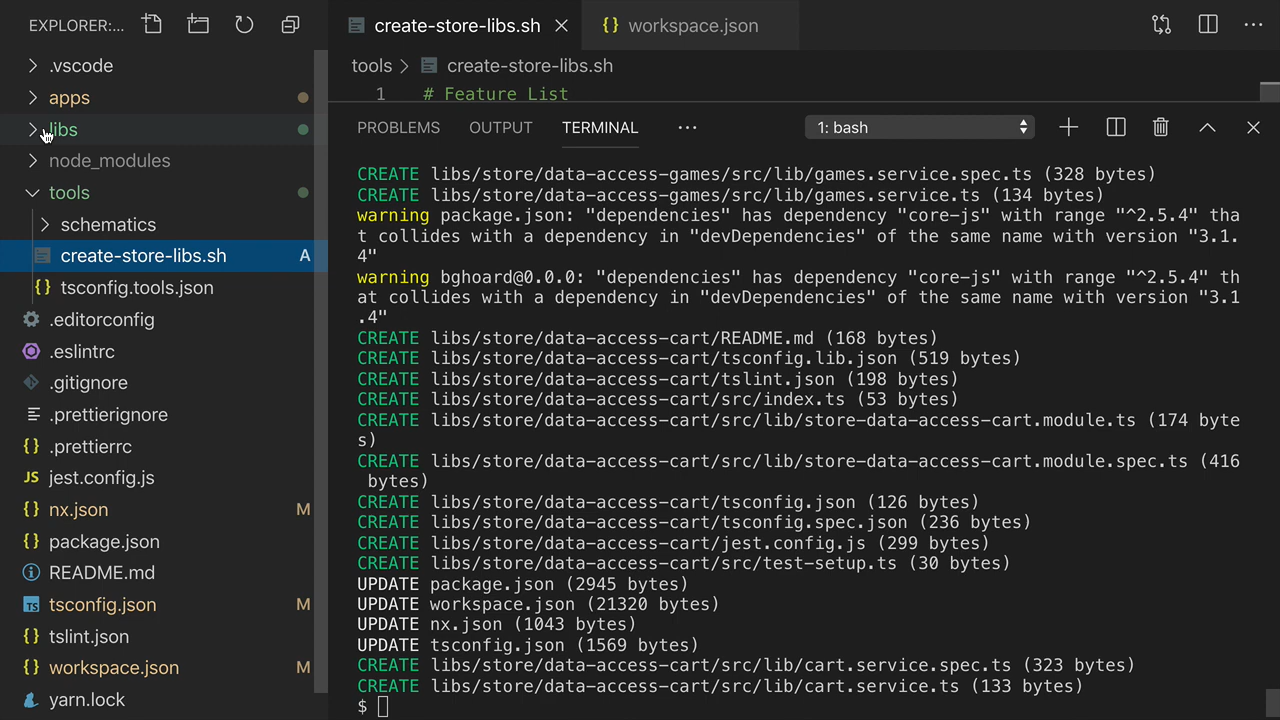 EXPLORER:...
.vscode
apps
libs
node_modules
tools
schematics
create-store-libs.sh A
tsconfig.tools.json
.editorconfig
.eslintrc
.gitignore
.prettierignore
.prettierrc
JS jest.config.js
nx.json M
package.json
README.md
TS tsconfig.json M
tslint.json
workspace.json M
yarn.lock
create-store-libs.sh
workspace.json
tools > create-store-libs.sh
1 # Feature List
PROBLEMS OUTPUT TERMINAL ... 1: bash
CREATE libs/store/data-access-games/src/lib/games.service.spec.ts (328 bytes)
CREATE libs/store/data-access-games/src/lib/games.service.ts (134 bytes)
warning package.json: "dependencies" has dependency "core-js" with range "^2.5.4" tha
t collides with a dependency in "devDependencies" of the same name with version "3.1.
4"
warning bghoard@0.0.0: "dependencies" has dependency "core-js" with range "^2.5.4" th
at collides with a dependency in "devDependencies" of the same name with version "3.1
.4"
CREATE libs/store/data-access-cart/README.md (168 bytes)
CREATE libs/store/data-access-cart/tsconfig.lib.json (519 bytes)
CREATE libs/store/data-access-cart/tslint.json (198 bytes)
CREATE libs/store/data-access-cart/src/index.ts (53 bytes)
CREATE libs/store/data-access-cart/src/lib/store-data-access-cart.module.ts (174 byte
s)
CREATE libs/store/data-access-cart/src/lib/store-data-access-cart.module.spec.ts (416
bytes)
CREATE libs/store/data-access-cart/tsconfig.json (126 bytes)
CREATE libs/store/data-access-cart/tsconfig.spec.json (236 bytes)
CREATE libs/store/data-access-cart/jest.config.js (299 bytes)
CREATE libs/store/data-access-cart/src/test-setup.ts (30 bytes)
UPDATE package.json (2945 bytes)
UPDATE workspace.json (21320 bytes)
UPDATE nx.json (1043 bytes)
UPDATE tsconfig.json (1569 bytes)
CREATE libs/store/data-access-cart/src/lib/cart.service.spec.ts (323 bytes)
CREATE libs/store/data-access-cart/src/lib/cart.service.ts (133 bytes)
$